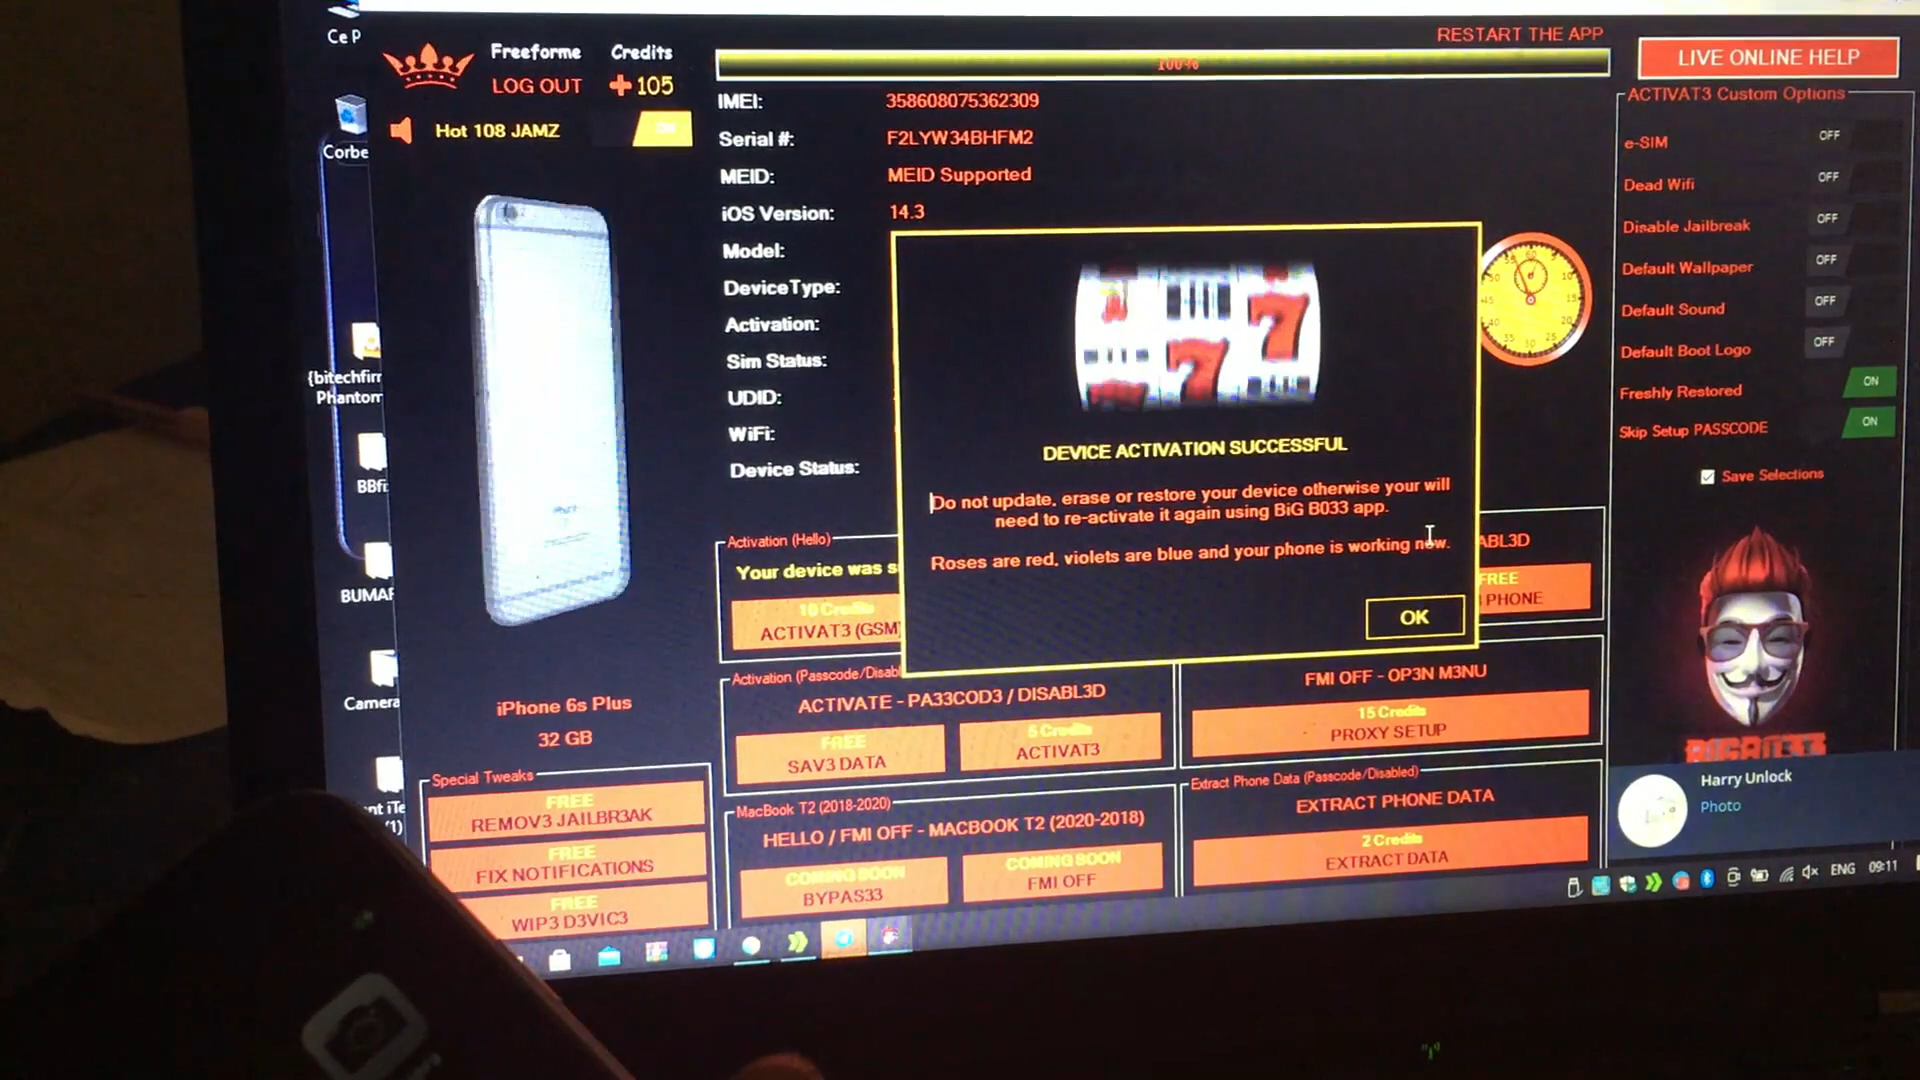 Ce P
Corbe
{bitechfirm
Phantom
BBfi
BUMAF
Camera
nt iTe
(1)
Freeforme
LOG OUT
Credits
105
Hot 108 JAMZ
RESTART THE APP
100%
LIVE ONLINE HELP
IMEI:
358608075362309
Serial #:
F2LYW34BHFM2
MEID:
MEID Supported
iOS Version:
14.3
Model:
DeviceType:
Activation:
Sim Status:
UDID:
WiFi:
Device Status:
DEVICE ACTIVATION SUCCESSFUL
Do not update, erase or restore your device otherwise your will
need to re-activate it again using BiG B033 app.
Roses are red, violets are blue and your phone is working now.
OK
ACTIVAT3 Custom Options
e-SIM OFF
Dead Wifi OFF
Disable Jailbreak OFF
Default Wallpaper OFF
Default Sound OFF
Default Boot Logo OFF
Freshly Restored ON
Skip Setup PASSCODE ON
Save Selections
iPhone 6s Plus
32 GB
Special Tweaks
FREE
REMOV3 JAILBR3AK
FREE
FIX NOTIFICATIONS
FREE
WIP3 D3VIC3
Activation (Hello)
Your device was s
10 Credits
ACTIVAT3 (GSM)
ABL3D
FREE
PHONE
Activation (Passcode/Disabl
ACTIVATE - PA33COD3 / DISABL3D
FREE
SAV3 DATA
5 Credits
ACTIVAT3
FMI OFF - OP3N M3NU
15 Credits
PROXY SETUP
MacBook T2 (2018-2020)
HELLO / FMI OFF - MACBOOK T2 (2020-2018)
COMING SOON
BYPAS33
COMING SOON
FMI OFF
Extract Phone Data (Passcode/Disabled)
EXTRACT PHONE DATA
2 Credits
EXTRACT DATA
BIGB033
Harry Unlock
Photo
ENG 09:11